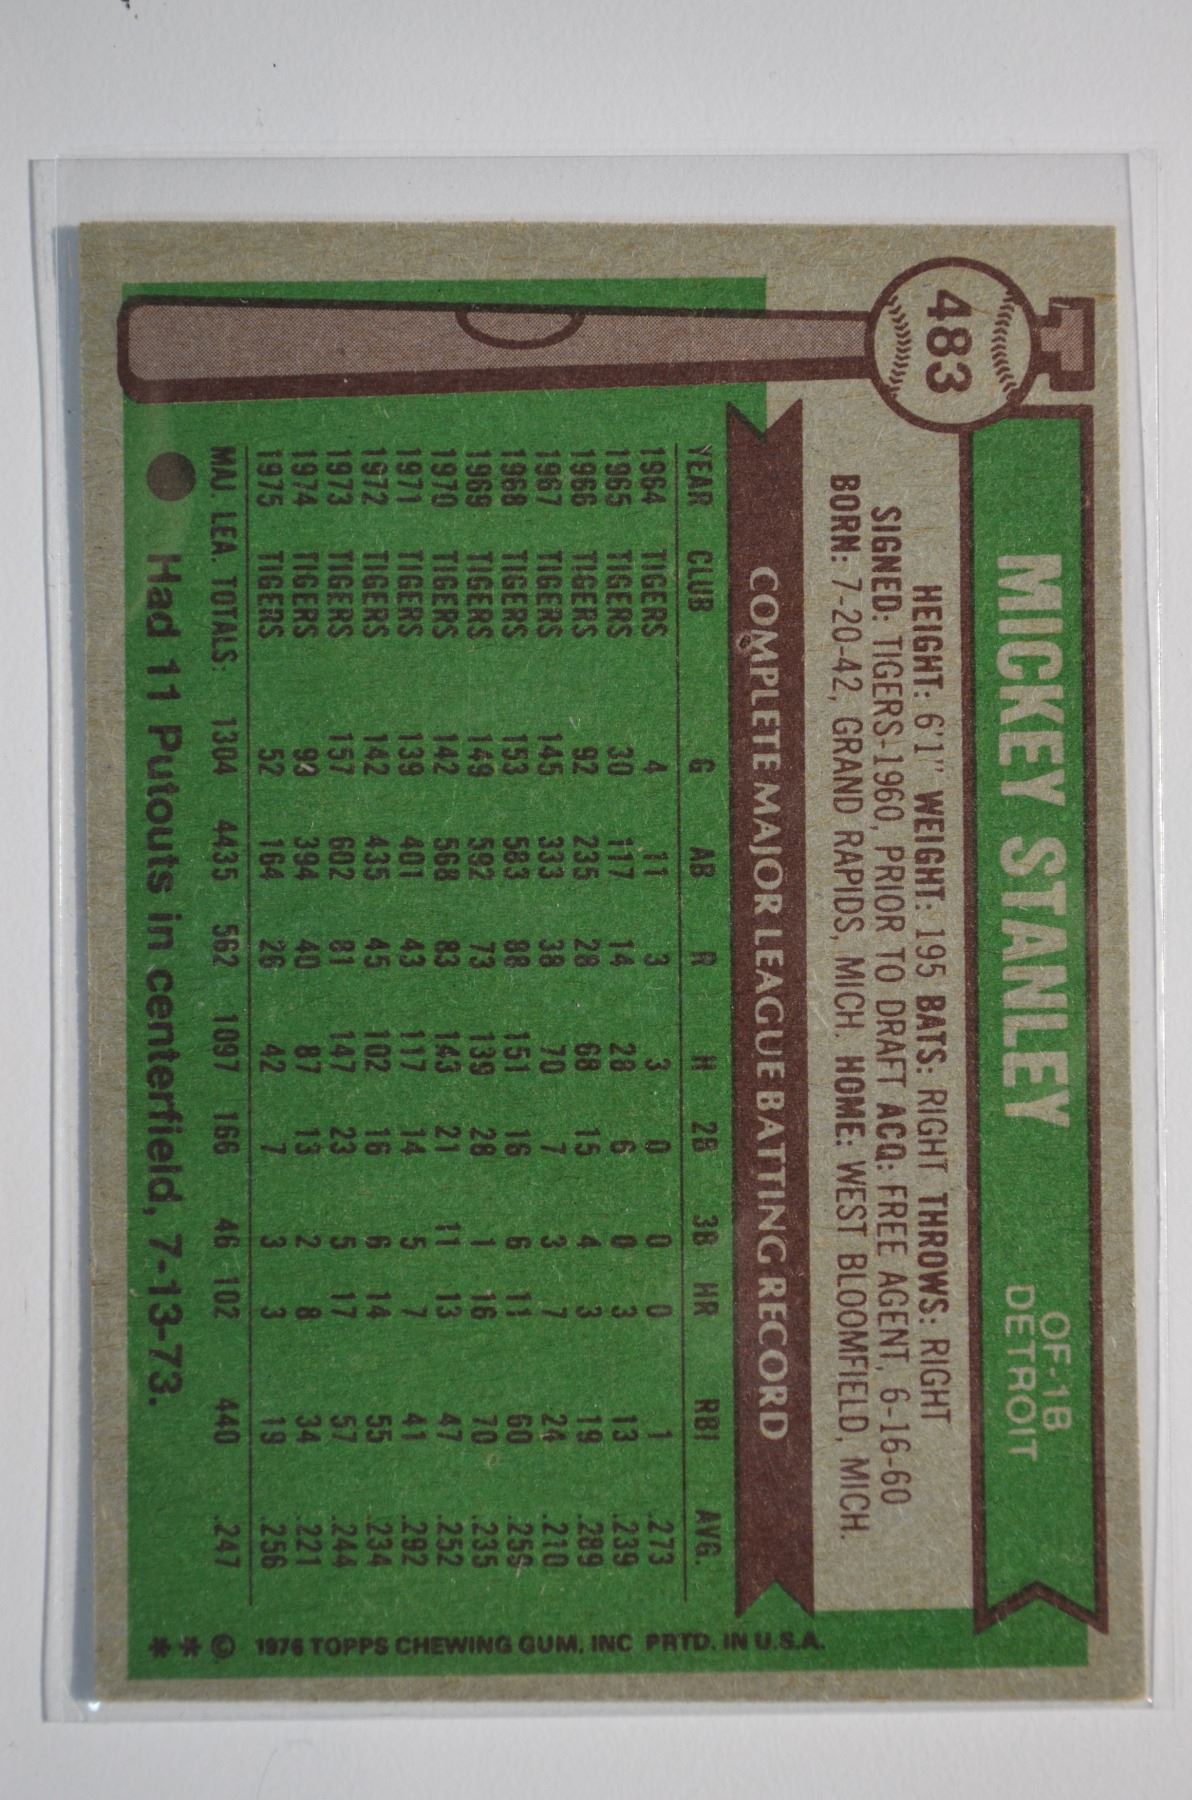 483
MICKEY STANLEY OF-1B DETROIT
HEIGHT: 6'1" WEIGHT: 195 BATS: RIGHT THROWS: RIGHT
SIGNED: TIGERS-1960, PRIOR TO DRAFT ACQ: FREE AGENT, 6-16-60
BORN: 7-20-42, GRAND RAPIDS, MICH. HOME: WEST BLOOMFIELD, MICH.
COMPLETE MAJOR LEAGUE BATTING RECORD
YEAR CLUB G AB R H 2B 3B HR RBI AVG.
1964 TIGERS 4 11 3 3 0 0 0 1 .273
1965 TIGERS 30 117 14 28 6 0 3 13 .239
1966 TIGERS 92 235 28 68 15 4 3 19 .289
1967 TIGERS 145 333 38 70 7 3 7 24 .210
1968 TIGERS 153 583 88 151 16 6 11 60 .259
1969 TIGERS 149 592 73 139 28 1 16 70 .235
1970 TIGERS 142 568 83 143 21 11 13 47 .252
1971 TIGERS 139 401 43 117 14 5 7 41 .292
1972 TIGERS 142 435 45 102 16 6 14 55 .234
1973 TIGERS 157 602 81 147 23 5 17 57 .244
1974 TIGERS 99 394 40 87 13 2 8 34 .221
1975 TIGERS 52 164 26 42 7 3 3 19 .256
MAJ. LEA. TOTALS 1304 4435 562 1097 166 46 102 440 .247
Had 11 Putouts in centerfield, 7-13-73.
** © 1976 TOPPS CHEWING GUM, INC PRTD. IN U.S.A.